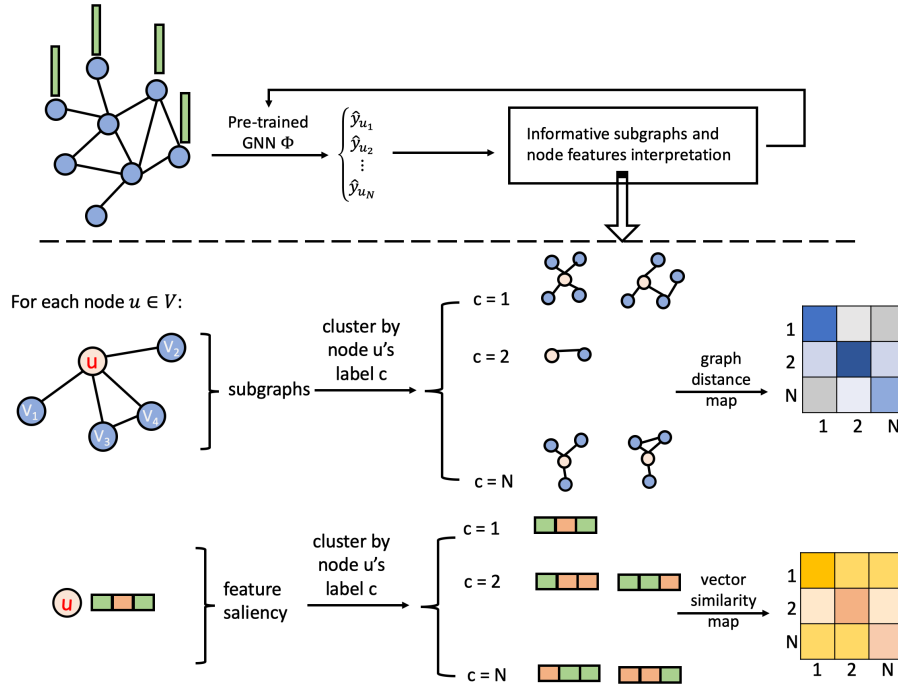 Pre-trained
GNN Φ
ŷ_{u_1}
ŷ_{u_2}
⋮
ŷ_{u_N}
Informative subgraphs and
node features interpretation
For each node u ∈ V:
u
V_1
V_2
V_3
V_4
subgraphs
cluster by
node u's
label c
c = 1
c = 2
c = N
graph
distance
map
1
2
N
1 2 N
u
feature
saliency
cluster by
node u's
label c
c = 1
c = 2
c = N
vector
similarity
map
1
2
N
1 2 N